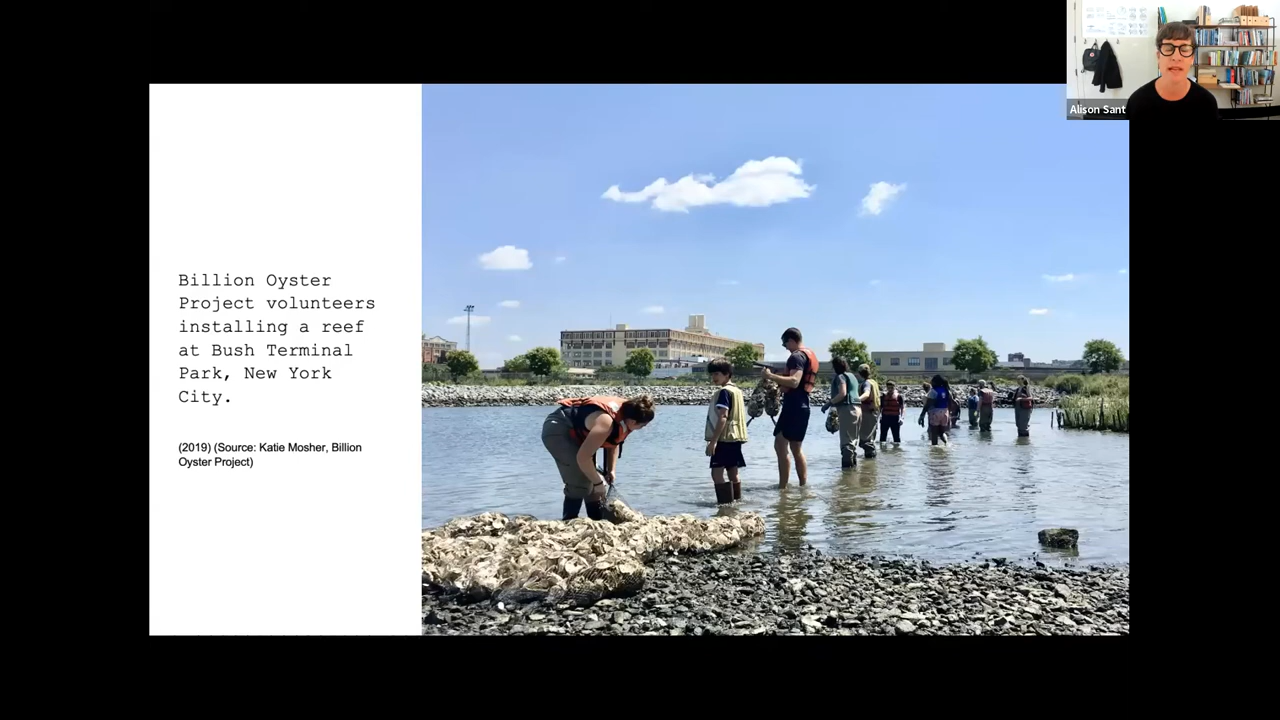 Alison Sant
Billion Oyster
Project volunteers
installing a reef
at Bush Terminal
Park, New York
City.
(2019) (Source: Katie Mosher, Billion
Oyster Project)